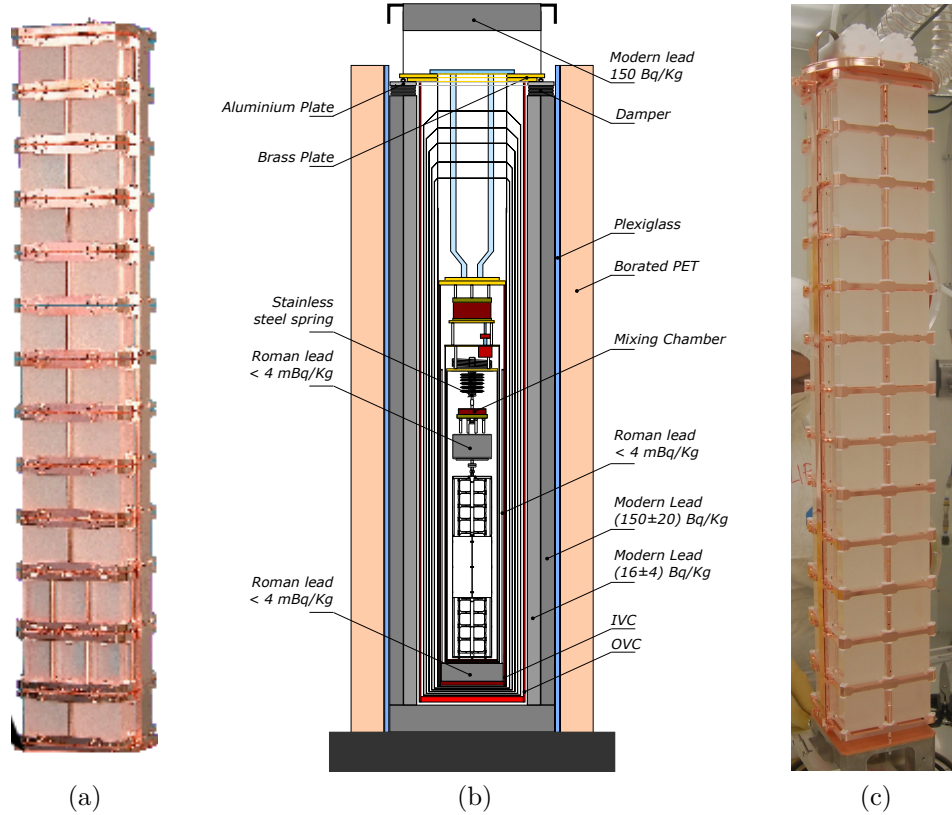 Modern lead
150 Bq/Kg
Aluminium Plate
Damper
Brass Plate
Plexiglass
Borated PET
Stainless
steel spring
Mixing Chamber
Roman lead
< 4 mBq/Kg
Roman lead
< 4 mBq/Kg
Modern Lead
(150±20) Bq/Kg
Modern Lead
(16±4) Bq/Kg
Roman lead
< 4 mBq/Kg
IVC
OVC
(a)
(b)
(c)